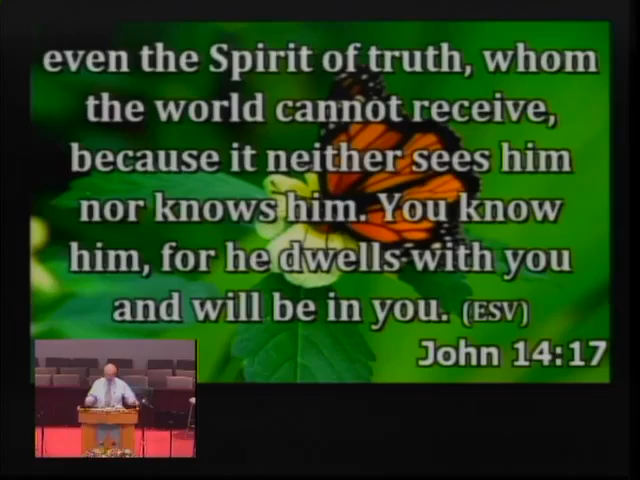 even the Spirit of truth, whom
the world cannot receive,
because it neither sees him
nor knows him. You know
him, for he dwells with you
and will be in you. (ESV)
John 14:17